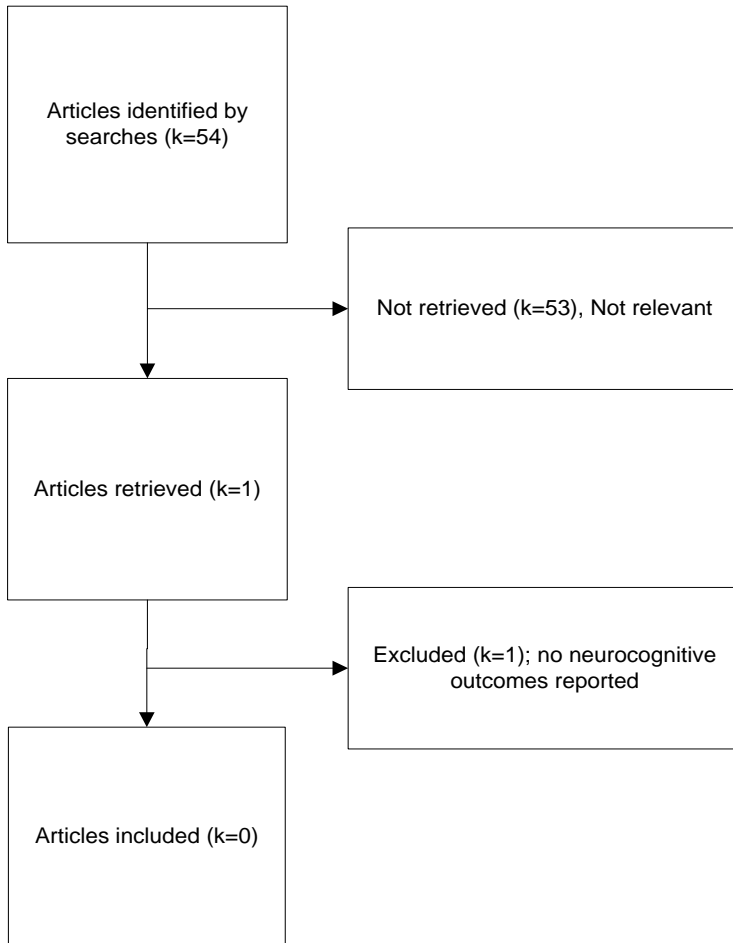 Articles identified by
searches (k=54)
Not retrieved (k=53), Not relevant
Articles retrieved (k=1)
Excluded (k=1); no neurocognitive
outcomes reported
Articles included (k=0)